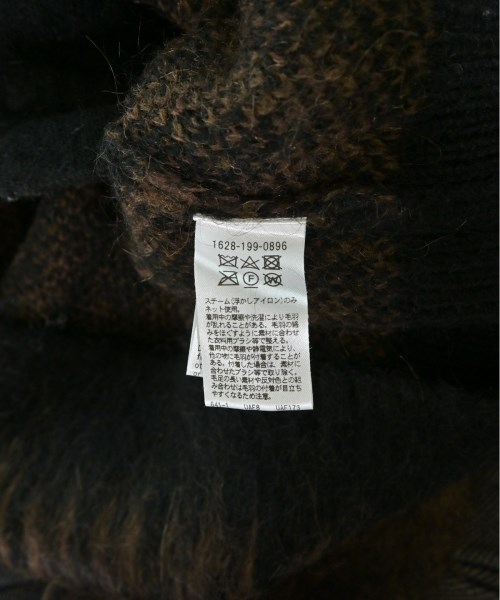 1628-199-0896
スチーム(浮かしアイロン)のみ
ネット使用。
着用中の摩擦や洗濯により毛羽
が乱れることがある。毛羽の絡
みをほぐすように素材に合わせ
た衣料用ブラシ等で整える。
着用中の摩擦や静電気により、
他の物に毛羽が付着することが
ある。付着した場合は、素材に
合わせたブラシ等で取り除く。
毛足の長い素材や反対色との組
み合わせは毛羽の付着が目立ち
やすくなるため注意。